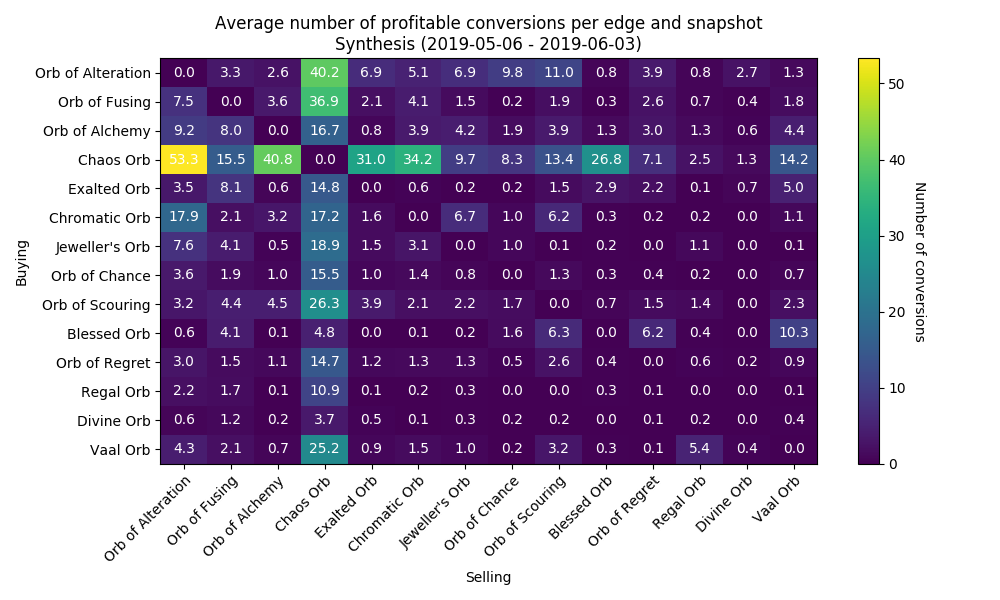 Average number of profitable conversions per edge and snapshot
Synthesis (2019-05-06 - 2019-06-03)
Buying
Orb of Alteration 0.0 3.3 2.6 40.2 6.9 5.1 6.9 9.8 11.0 0.8 3.9 0.8 2.7 1.3
Orb of Fusing 7.5 0.0 3.6 36.9 2.1 4.1 1.5 0.2 1.9 0.3 2.6 0.7 0.4 1.8
Orb of Alchemy 9.2 8.0 0.0 16.7 0.8 3.9 4.2 1.9 3.9 1.3 3.0 1.3 0.6 4.4
Chaos Orb 53.3 15.5 40.8 0.0 31.0 34.2 9.7 8.3 13.4 26.8 7.1 2.5 1.3 14.2
Exalted Orb 3.5 8.1 0.6 14.8 0.0 0.6 0.2 0.2 1.5 2.9 2.2 0.1 0.7 5.0
Chromatic Orb 17.9 2.1 3.2 17.2 1.6 0.0 6.7 1.0 6.2 0.3 0.2 0.2 0.0 1.1
Jeweller's Orb 7.6 4.1 0.5 18.9 1.5 3.1 0.0 1.0 0.1 0.2 0.0 1.1 0.0 0.1
Orb of Chance 3.6 1.9 1.0 15.5 1.0 1.4 0.8 0.0 1.3 0.3 0.4 0.2 0.0 0.7
Orb of Scouring 3.2 4.4 4.5 26.3 3.9 2.1 2.2 1.7 0.0 0.7 1.5 1.4 0.0 2.3
Blessed Orb 0.6 4.1 0.1 4.8 0.0 0.1 0.2 1.6 6.3 0.0 6.2 0.4 0.0 10.3
Orb of Regret 3.0 1.5 1.1 14.7 1.2 1.3 1.3 0.5 2.6 0.4 0.0 0.6 0.2 0.9
Regal Orb 2.2 1.7 0.1 10.9 0.1 0.2 0.3 0.0 0.0 0.3 0.1 0.0 0.0 0.1
Divine Orb 0.6 1.2 0.2 3.7 0.5 0.1 0.3 0.2 0.2 0.0 0.1 0.2 0.0 0.4
Vaal Orb 4.3 2.1 0.7 25.2 0.9 1.5 1.0 0.2 3.2 0.3 0.1 5.4 0.4 0.0
Orb of Alteration
Orb of Fusing
Orb of Alchemy
Chaos Orb
Exalted Orb
Chromatic Orb
Jeweller's Orb
Orb of Chance
Orb of Scouring
Blessed Orb
Orb of Regret
Regal Orb
Divine Orb
Vaal Orb
Selling
50
40
30
20
10
0
Number of conversions